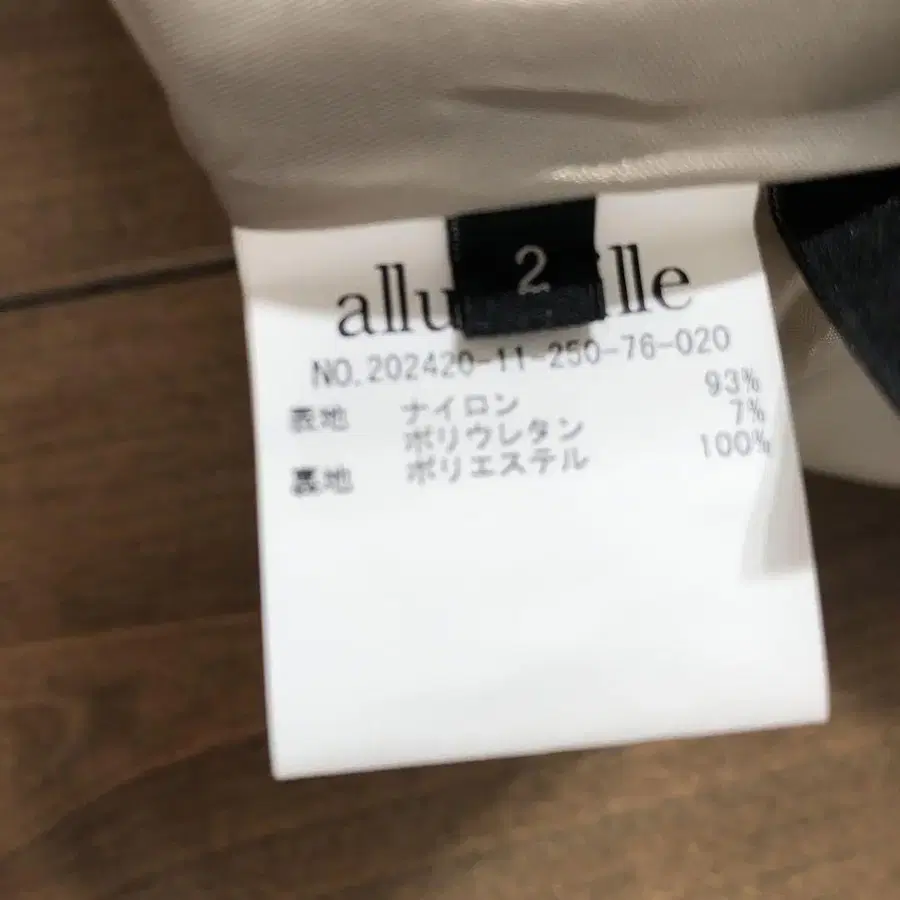 2
allu ille
NO.202420-11-250-76-020
表地 ナイロン 93%
ポリウレタン 7%
裏地 ポリエステル 100%